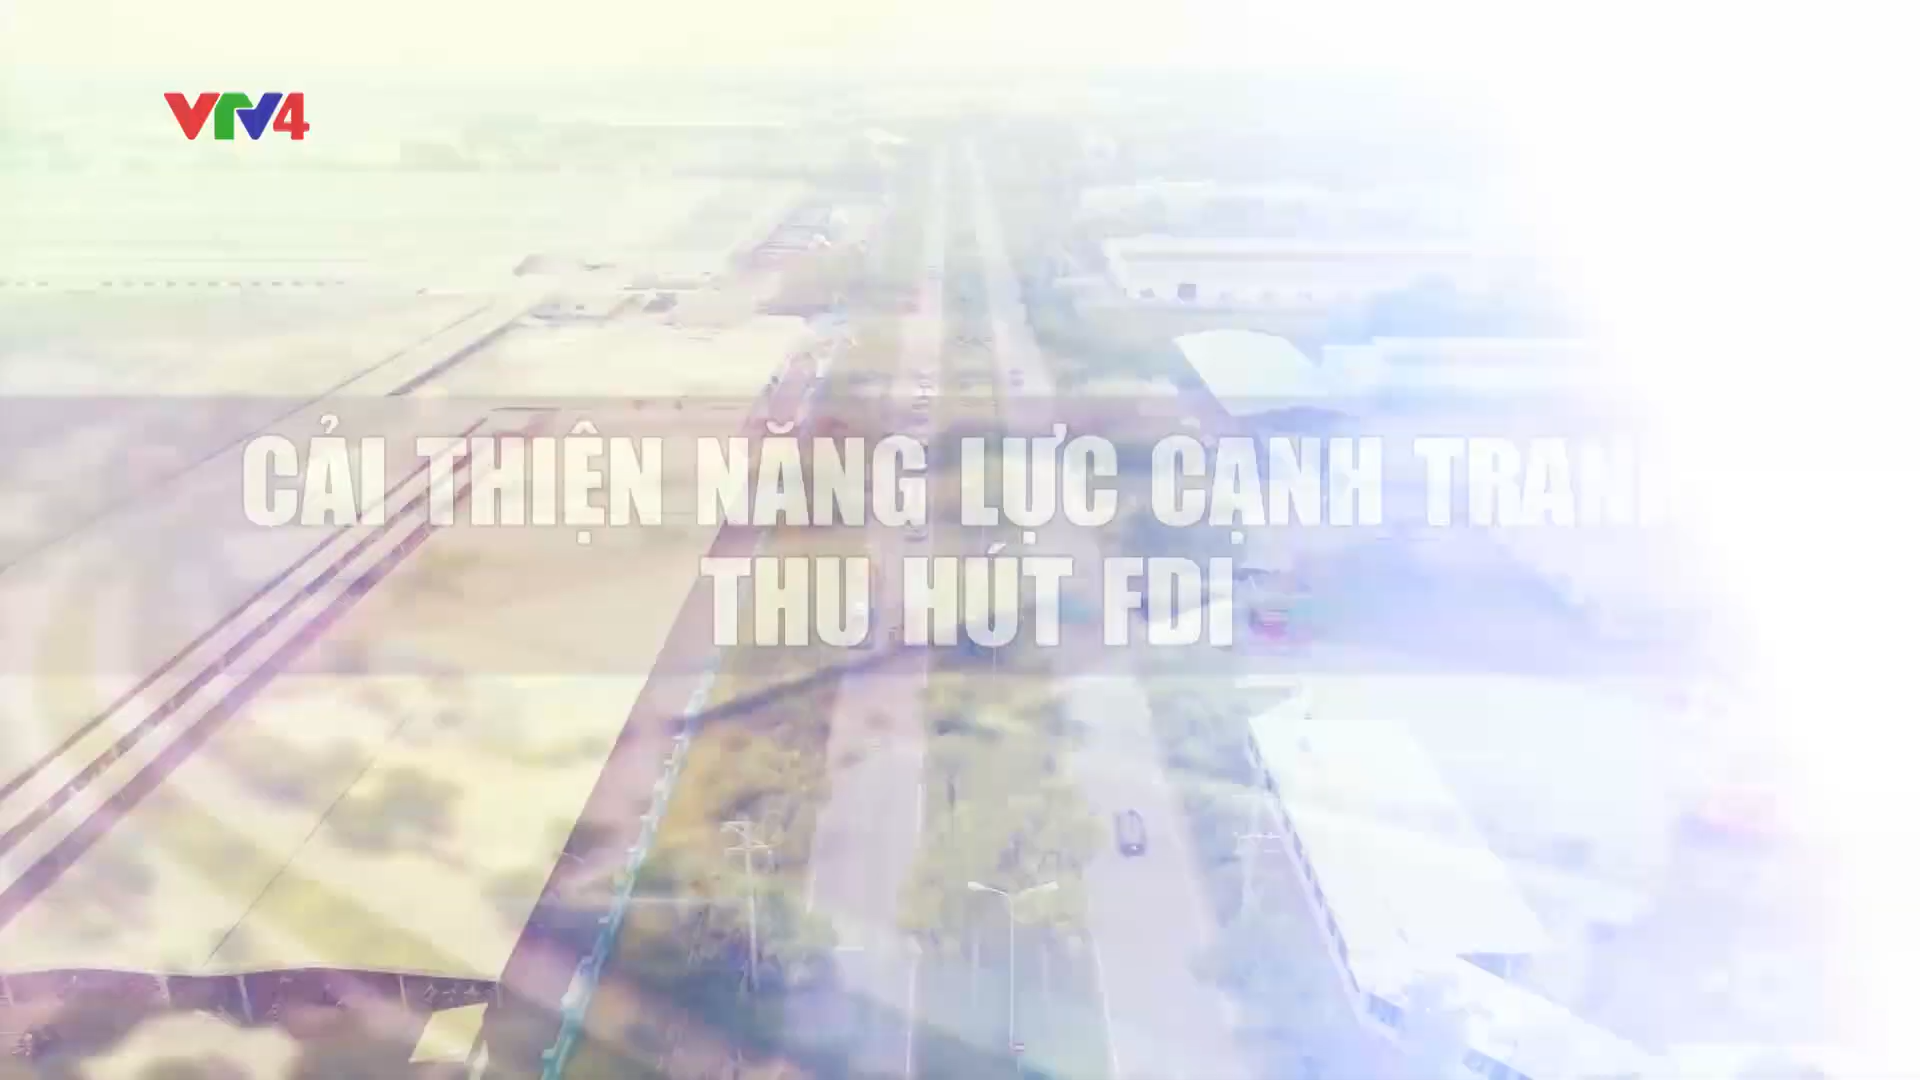 VTV4
CẢI THIỆN NĂNG LỰC CẠNH TRANH
THU HÚT FDI